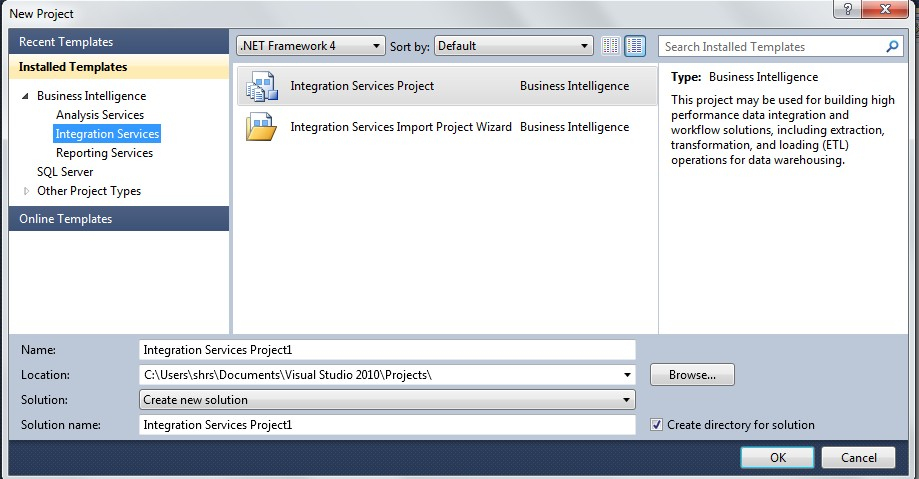 New Project
Recent Templates
Installed Templates
Business Intelligence
Analysis Services
Integration Services
Reporting Services
SQL Server
Other Project Types
Online Templates
.NET Framework 4
Sort by: Default
Search Installed Templates
Integration Services Project Business Intelligence
Integration Services Import Project Wizard Business Intelligence
Type: Business Intelligence
This project may be used for building high
performance data integration and
workflow solutions, including extraction,
transformation, and loading (ETL)
operations for data warehousing.
Name: Integration Services Project1
Location: C:\Users\shrs\Documents\Visual Studio 2010\Projects\
Browse...
Solution: Create new solution
Solution name: Integration Services Project1
Create directory for solution
OK
Cancel